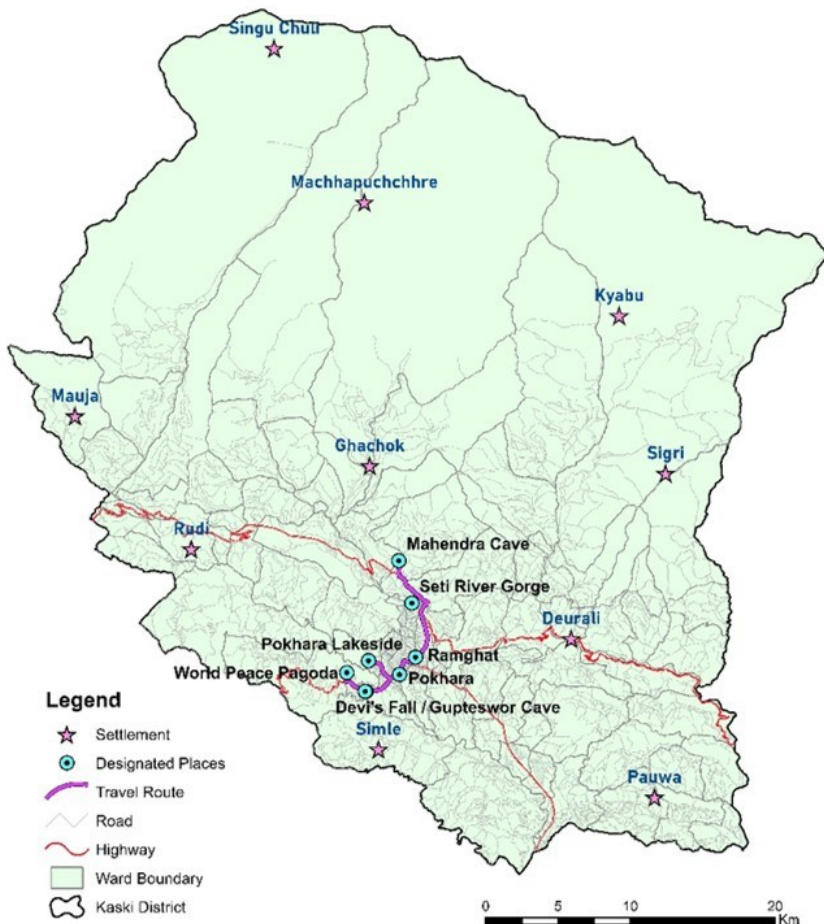 Singu Chuli
Machhapuchchhre
Kyabu
Mauja
Ghachok
Sigri
Rudi
Mahendra Cave
Seti River Gorge
Deurali
Pokhara Lakeside
Ramghat
World Peace Pagoda
Pokhara
Devi's Fall / Gupteswor Cave
Simle
Pauwa
Legend
Settlement
Designated Places
Travel Route
Road
Highway
Ward Boundary
Kaski District
0 5 10 20
Km